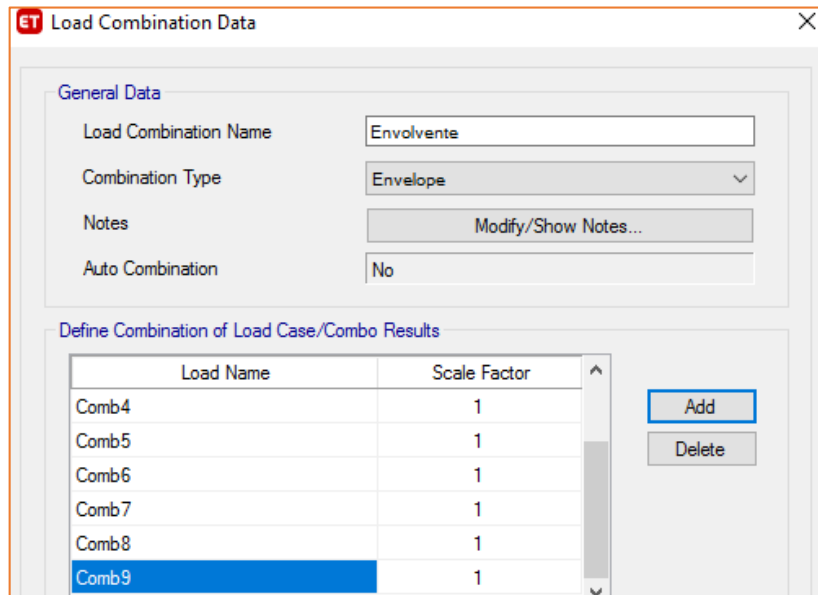 ET Load Combination Data
General Data
Load Combination Name Envolvente
Combination Type Envelope
Notes Modify/Show Notes...
Auto Combination No
Define Combination of Load Case/Combo Results
Load Name Scale Factor
Comb4 1
Add
Comb5 1
Delete
Comb6 1
Comb7 1
Comb8 1
Comb9 1